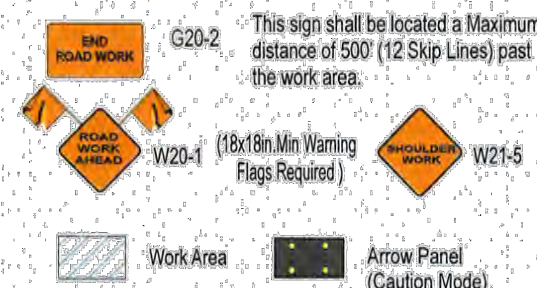 END
ROAD WORK
G20-2
This sign shall be located a Maximum
distance of 500' (12 Skip Lines) past
the work area.
ROAD
WORK
AHEAD
W20-1
(18x18in.Min Warning
Flags Required )
SHOULDER
WORK
W21-5
Work Area
Arrow Panel
(Caution Mode)